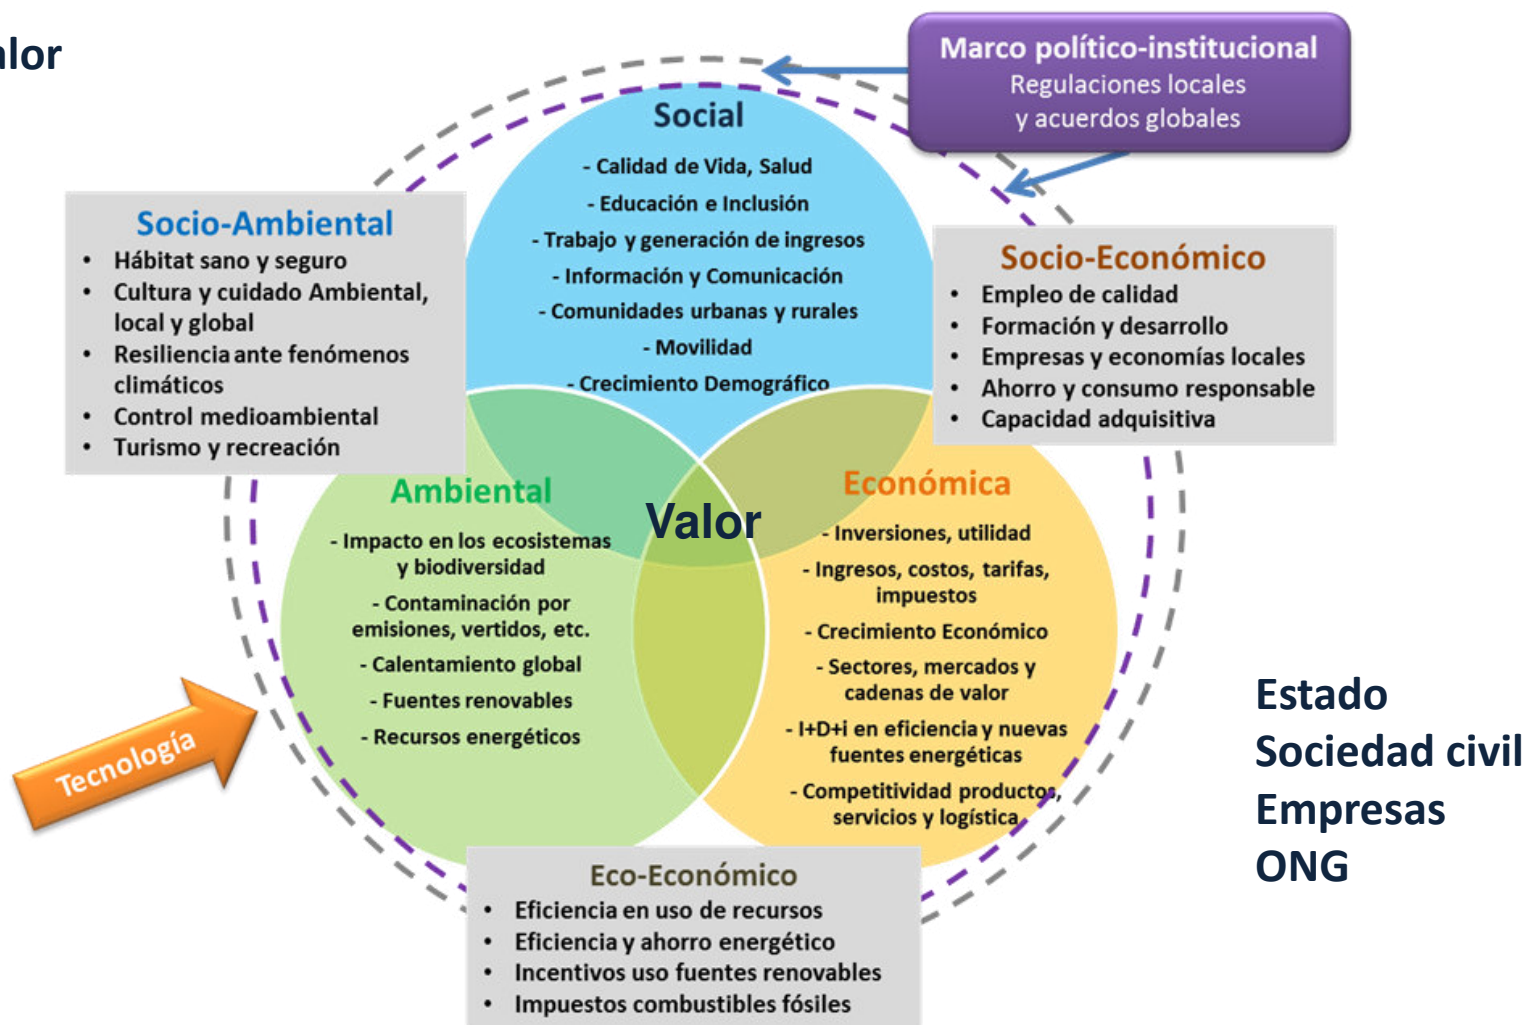 alor
Marco político-institucional
Regulaciones locales
y acuerdos globales
Social
- Calidad de Vida, Salud
- Educación e Inclusión
- Trabajo y generación de ingresos
- Información y Comunicación
- Comunidades urbanas y rurales
- Movilidad
- Crecimiento Demográfico
Socio-Ambiental
• Hábitat sano y seguro
• Cultura y cuidado Ambiental,
local y global
• Resiliencia ante fenómenos
climáticos
• Control medioambiental
• Turismo y recreación
Socio-Económico
• Empleo de calidad
• Formación y desarrollo
• Empresas y economías locales
• Ahorro y consumo responsable
• Capacidad adquisitiva
Ambiental
- Impacto en los ecosistemas
y biodiversidad
- Contaminación por
emisiones, vertidos, etc.
- Calentamiento global
- Fuentes renovables
- Recursos energéticos
Valor
Económica
- Inversiones, utilidad
- Ingresos, costos, tarifas,
impuestos
- Crecimiento Económico
- Sectores, mercados y
cadenas de valor
- I+D+i en eficiencia y nuevas
fuentes energéticas
- Competitividad productos,
servicios y logística
Tecnología
Estado
Sociedad civil
Empresas
ONG
Eco-Económico
• Eficiencia en uso de recursos
• Eficiencia y ahorro energético
• Incentivos uso fuentes renovables
• Impuestos combustibles fósiles